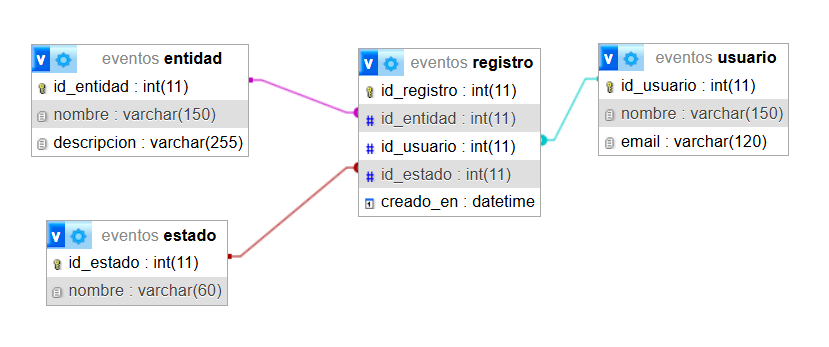 v eventos entidad
id_entidad : int(11)
nombre : varchar(150)
descripcion : varchar(255)
v eventos registro
id_registro : int(11)
# id_entidad : int(11)
# id_usuario : int(11)
# id_estado : int(11)
creado_en : datetime
v eventos usuario
id_usuario : int(11)
nombre : varchar(150)
email : varchar(120)
v eventos estado
id_estado : int(11)
nombre : varchar(60)